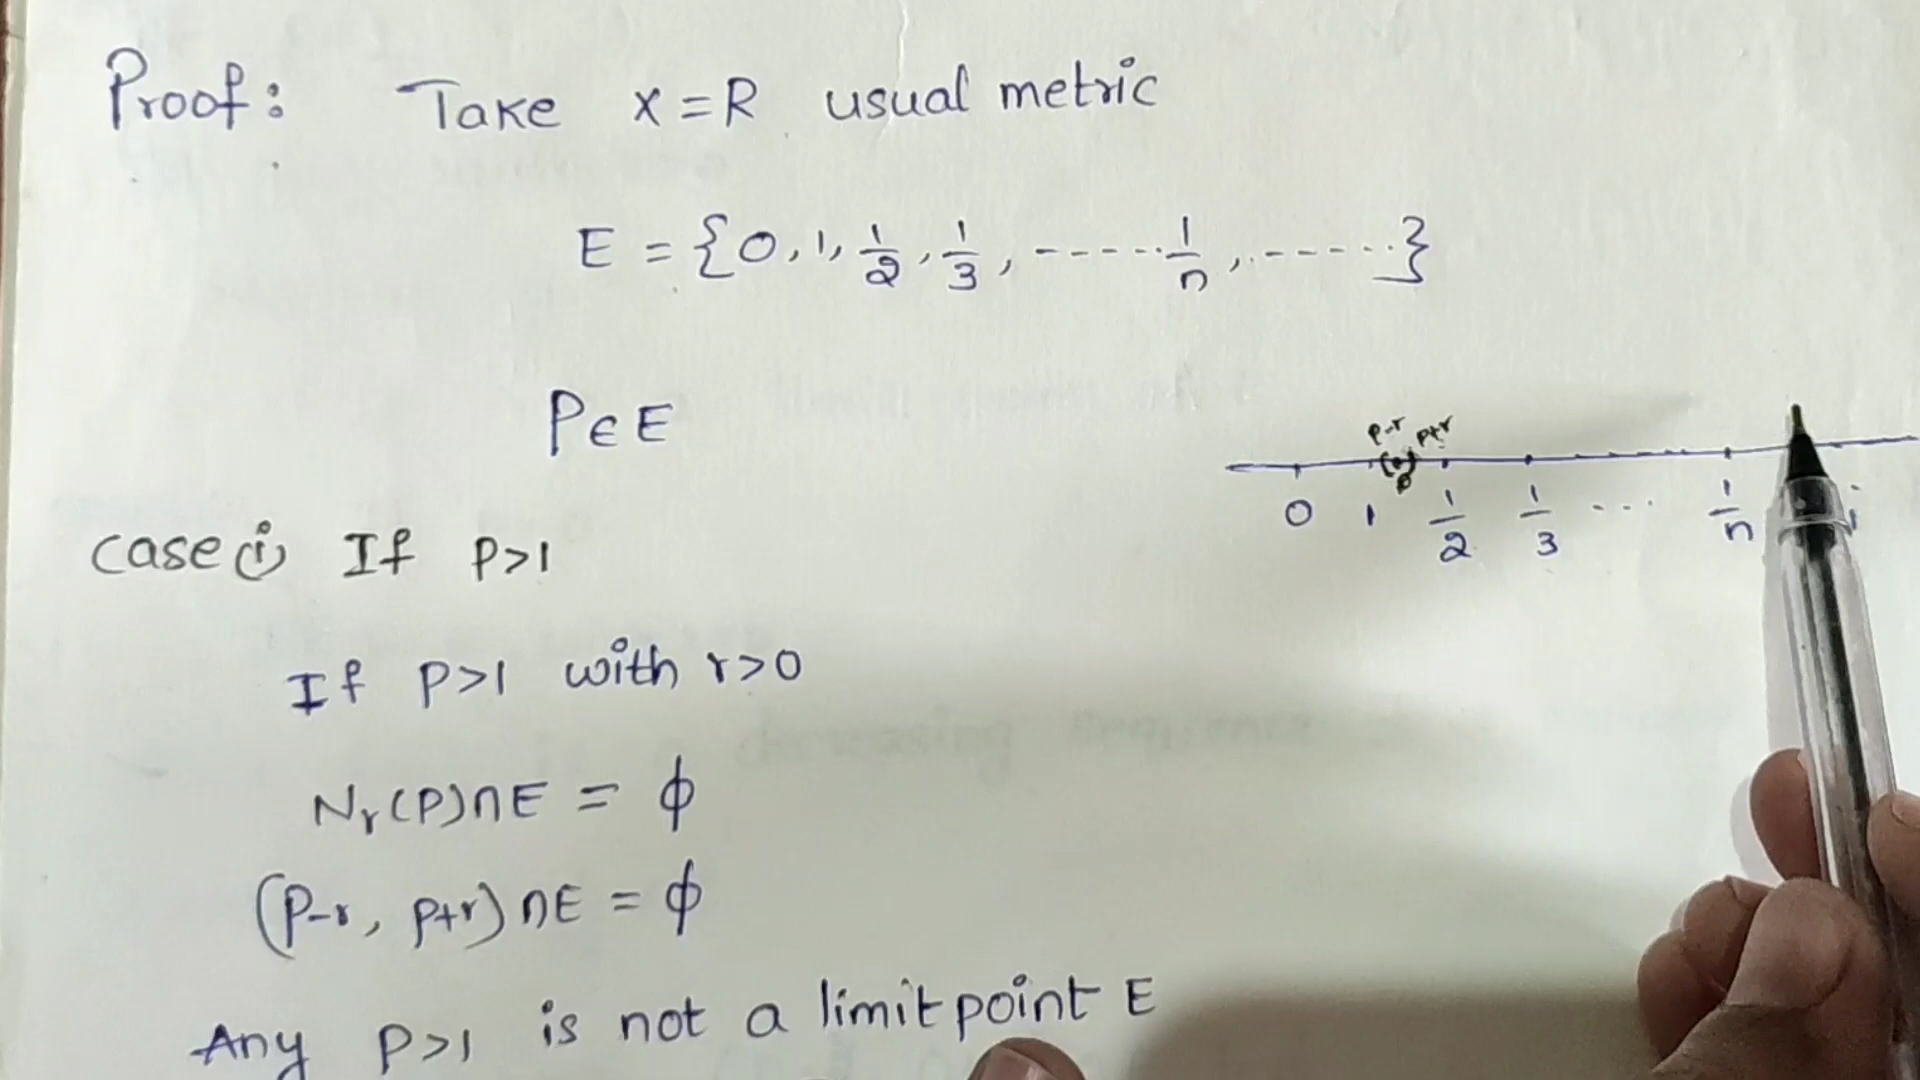 Proof: Take X = R usual metric
E = {0, 1, 1/2, 1/3, ------ 1/n, ------}
P ∈ E
p-r p+r
p
0 1 1/2 1/3 ... 1/n
case (i) If P>1
If P>1 with r>0
Nr(P)∩E = ϕ
(P-r, P+r)∩E = ϕ
Any P>1 is not a limit point E